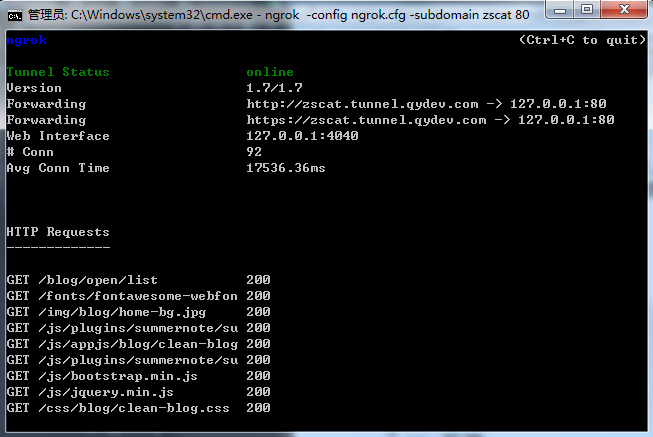 管理员: C:\Windows\system32\cmd.exe - ngrok  -config ngrok.cfg -subdomain zscat 80
ngrok (Ctrl+C to quit)
Tunnel Status online
Version 1.7/1.7
Forwarding http://zscat.tunnel.qydev.com -> 127.0.0.1:80
Forwarding https://zscat.tunnel.qydev.com -> 127.0.0.1:80
Web Interface 127.0.0.1:4040
# Conn 92
Avg Conn Time 17536.36ms
HTTP Requests
-------------
GET /blog/open/list 200
GET /fonts/fontawesome-webfon 200
GET /img/blog/home-bg.jpg 200
GET /js/plugins/summernote/su 200
GET /js/appjs/blog/clean-blog 200
GET /js/plugins/summernote/su 200
GET /js/bootstrap.min.js 200
GET /js/jquery.min.js 200
GET /css/blog/clean-blog.css 200